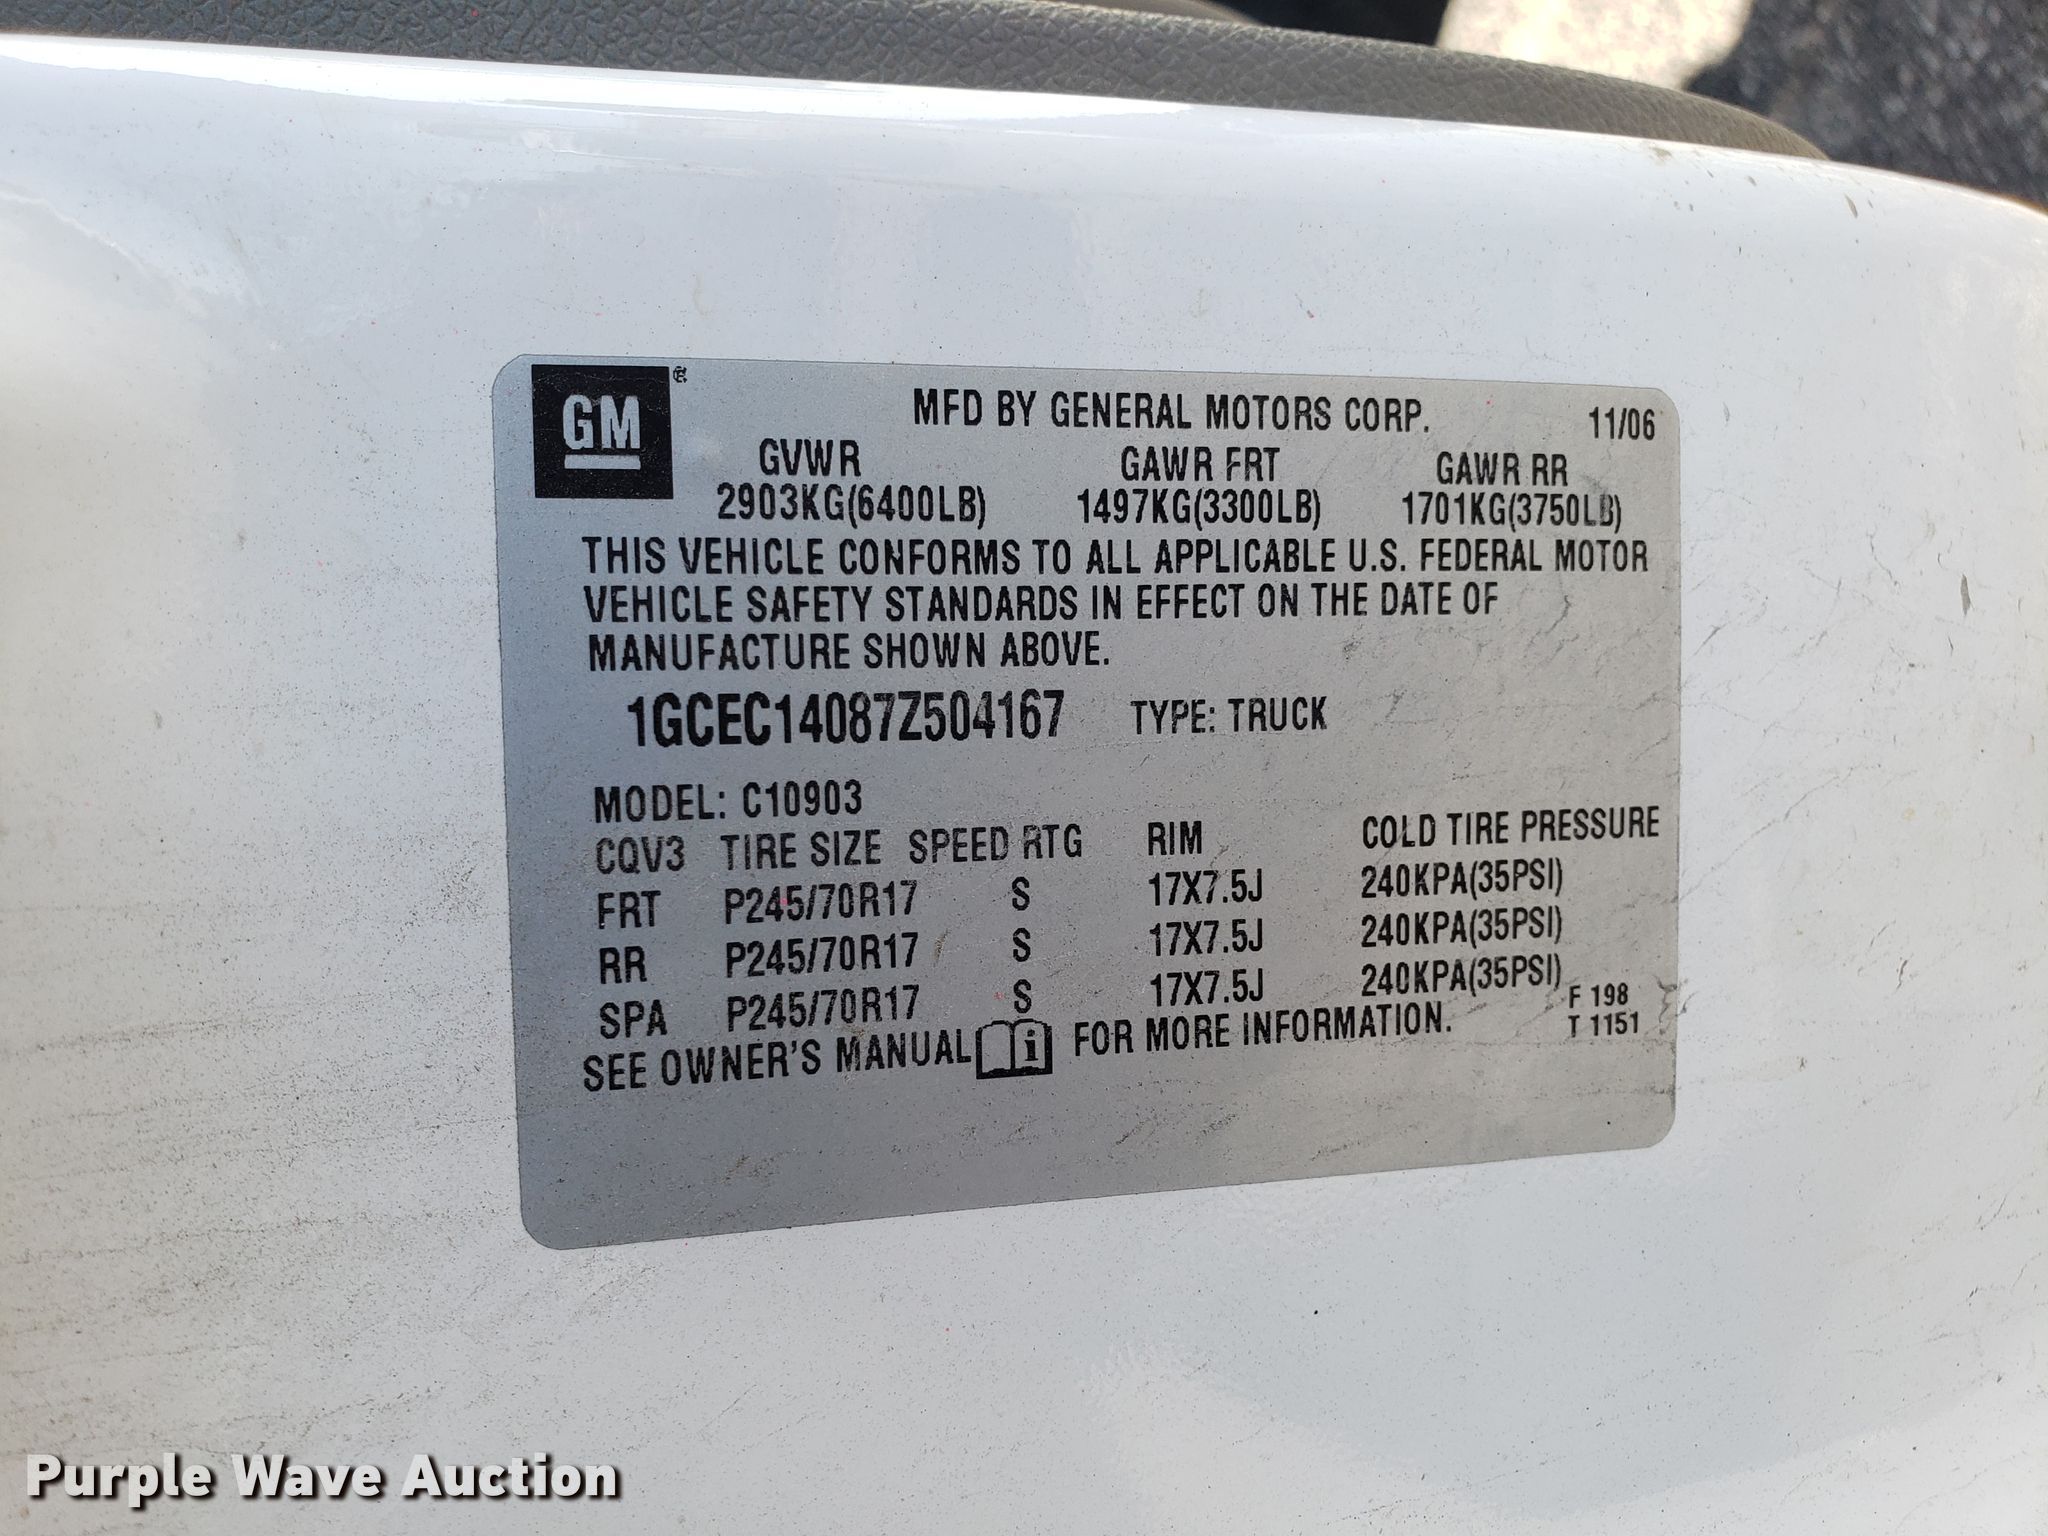 GM
MFD BY GENERAL MOTORS CORP. 11/06
GVWR GAWR FRT GAWR RR
2903KG(6400LB) 1497KG(3300LB) 1701KG(3750LB)
THIS VEHICLE CONFORMS TO ALL APPLICABLE U.S. FEDERAL MOTOR
VEHICLE SAFETY STANDARDS IN EFFECT ON THE DATE OF
MANUFACTURE SHOWN ABOVE.
1GCEC14087Z504167 TYPE: TRUCK
MODEL: C10903
CQV3 TIRE SIZE SPEED RTG RIM COLD TIRE PRESSURE
FRT P245/70R17 S 17X7.5J 240KPA(35PSI)
RR P245/70R17 S 17X7.5J 240KPA(35PSI)
SPA P245/70R17 S 17X7.5J 240KPA(35PSI)
F 198
SEE OWNER'S MANUAL i FOR MORE INFORMATION. T 1151
Purple Wave Auction